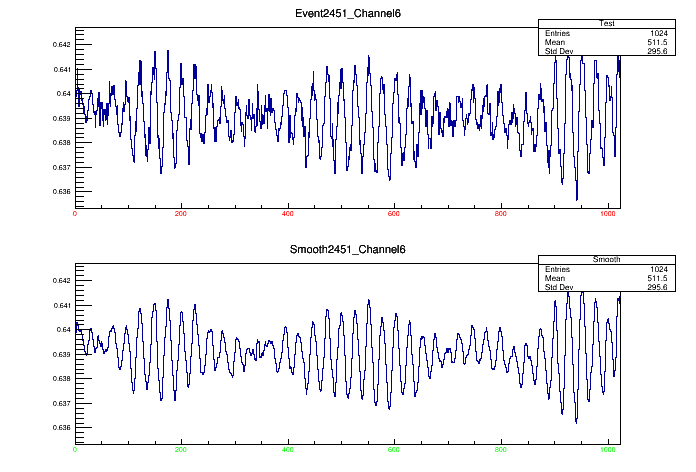 Event2451_Channel6
Test
Entries 1024
Mean 511.5
Std Dev 295.6
0.642
0.641
0.64
0.639
0.638
0.637
0.636
0 200 400 600 800 1000
Smooth2451_Channel6
Smooth
Entries 1024
Mean 511.5
Std Dev 295.6
0.642
0.641
0.64
0.639
0.638
0.637
0.636
0 200 400 600 800 1000